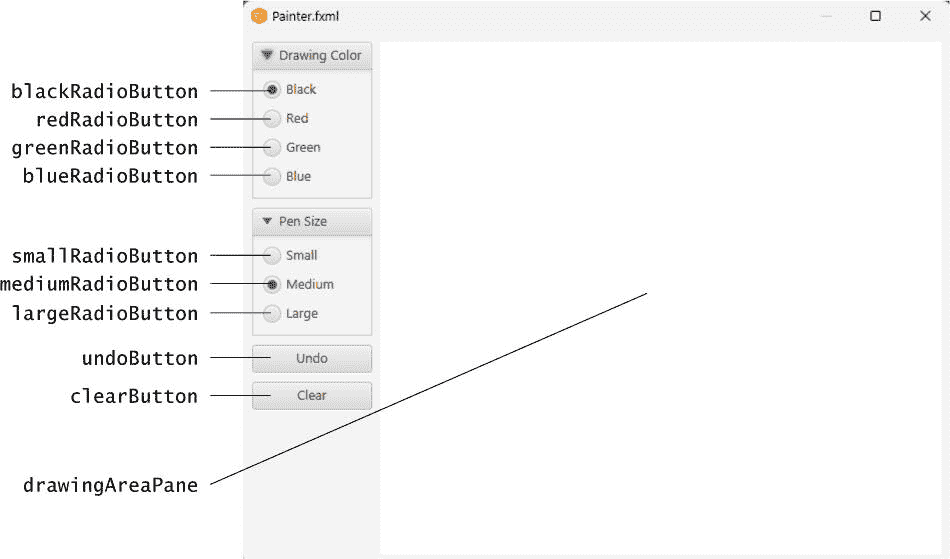 Painter.fxml
Drawing Color
blackRadioButton Black
redRadioButton Red
greenRadioButton Green
blueRadioButton Blue
Pen Size
smallRadioButton Small
mediumRadioButton Medium
largeRadioButton Large
undoButton Undo
clearButton Clear
drawingAreaPane